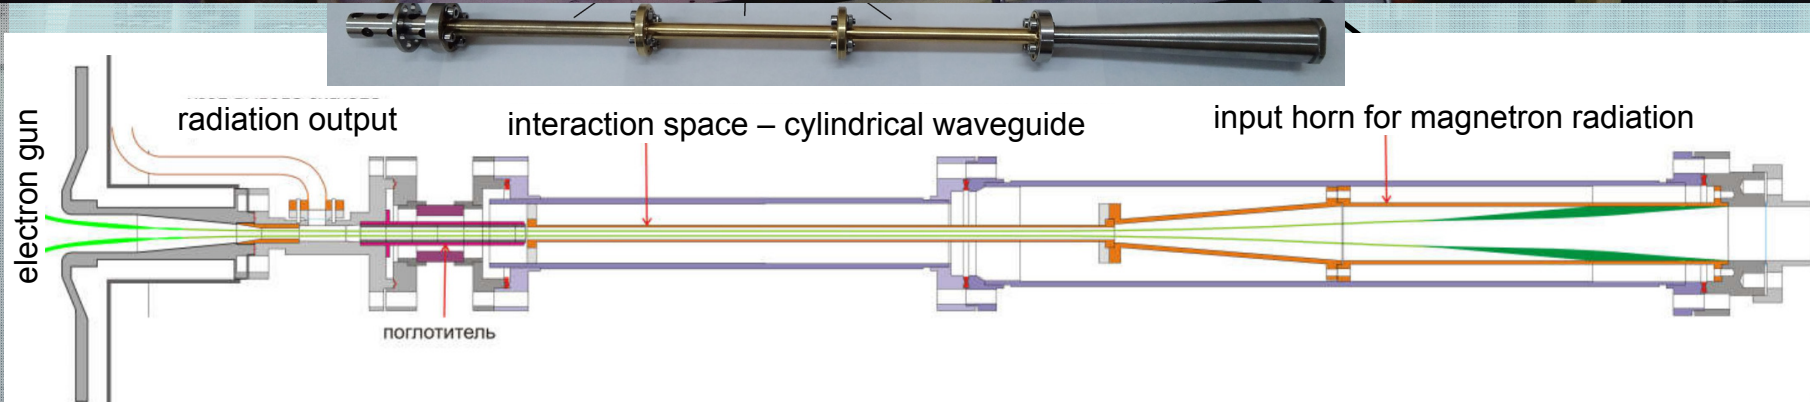 electron gun
radiation output
interaction space – cylindrical waveguide
input horn for magnetron radiation
поглотитель